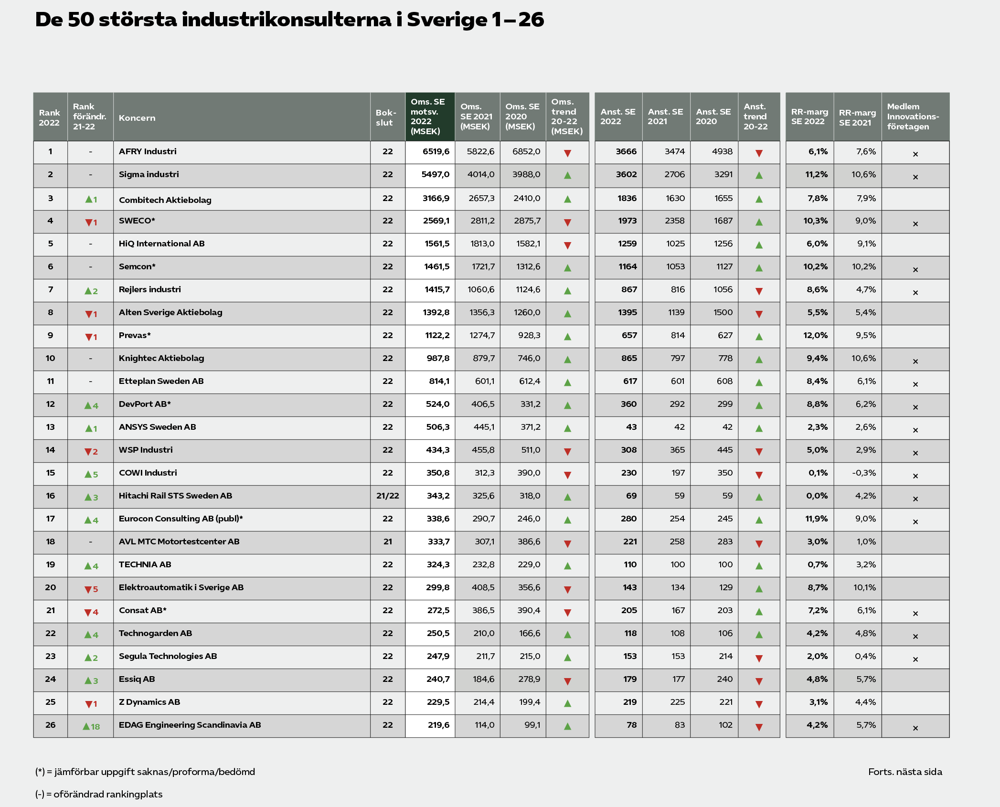 De 50 största industrikonsulterna i Sverige 1–26
Rank 2022 | Rank förändr. 21-22 | Koncern | Bok-slut | Oms. SE motsv. 2022 (MSEK) | Oms. SE 2021 (MSEK) | Oms. SE 2020 (MSEK) | Oms. trend 20-22 (MSEK) | Anst. SE 2022 | Anst. SE 2021 | Anst. SE 2020 | Anst. trend 20-22 | RR-marg SE 2022 | RR-marg SE 2021 | Medlem Innovations-företagen
1 - AFRY Industri 22 6519,6 5822,6 6852,0 ▼ 3666 3474 4938 ▼ 6,1% 7,6% ×
2 - Sigma industri 22 5497,0 4014,0 3988,0 ▲ 3602 2706 3291 ▲ 11,2% 10,6% ×
3 ▲1 Combitech Aktiebolag 22 3166,9 2657,3 2410,0 ▲ 1836 1630 1655 ▲ 7,8% 7,9%
4 ▼1 SWECO* 22 2569,1 2811,2 2875,7 ▼ 1973 2358 1687 ▲ 10,3% 9,0% ×
5 - HiQ International AB 22 1561,5 1813,0 1582,1 ▼ 1259 1025 1256 ▲ 6,0% 9,1%
6 - Semcon* 22 1461,5 1721,7 1312,6 ▲ 1164 1053 1127 ▲ 10,2% 10,2% ×
7 ▲2 Rejlers industri 22 1415,7 1060,6 1124,6 ▲ 867 816 1056 ▼ 8,6% 4,7% ×
8 ▼1 Alten Sverige Aktiebolag 22 1392,8 1356,3 1260,0 ▲ 1395 1139 1500 ▼ 5,5% 5,4%
9 ▼1 Prevas* 22 1122,2 1274,7 928,3 ▲ 657 814 627 ▲ 12,0% 9,5%
10 - Knightec Aktiebolag 22 987,8 879,7 746,0 ▲ 865 797 778 ▲ 9,4% 10,6% ×
11 - Etteplan Sweden AB 22 814,1 601,1 612,4 ▲ 617 601 608 ▲ 8,4% 6,1% ×
12 ▲4 DevPort AB* 22 524,0 406,5 331,2 ▲ 360 292 299 ▲ 8,8% 6,2% ×
13 ▲1 ANSYS Sweden AB 22 506,3 445,1 371,2 ▲ 43 42 42 ▲ 2,3% 2,6% ×
14 ▼2 WSP Industri 22 434,3 455,8 511,0 ▼ 308 365 445 ▼ 5,0% 2,9% ×
15 ▲5 COWI Industri 22 350,8 312,3 390,0 ▼ 230 197 350 ▼ 0,1% -0,3% ×
16 ▲3 Hitachi Rail STS Sweden AB 21/22 343,2 325,6 318,0 ▲ 69 59 59 ▲ 0,0% 4,2% ×
17 ▲4 Eurocon Consulting AB (publ)* 22 338,6 290,7 246,0 ▲ 280 254 245 ▲ 11,9% 9,0% ×
18 - AVL MTC Motortestcenter AB 21 333,7 307,1 386,6 ▼ 221 258 283 ▼ 3,0% 1,0%
19 ▲4 TECHNIA AB 22 324,3 232,8 229,0 ▲ 110 100 100 ▲ 0,7% 3,2%
20 ▼5 Elektroautomatik i Sverige AB 22 299,8 408,5 356,6 ▼ 143 134 129 ▲ 8,7% 10,1%
21 ▼4 Consat AB* 22 272,5 386,5 390,4 ▼ 205 167 203 ▲ 7,2% 6,1% ×
22 ▲4 Technogarden AB 22 250,5 210,0 166,6 ▲ 118 108 106 ▲ 4,2% 4,8% ×
23 ▲2 Segula Technologies AB 22 247,9 211,7 215,0 ▲ 153 153 214 ▼ 2,0% 0,4% ×
24 ▲3 Essiq AB 22 240,7 184,6 278,9 ▼ 179 177 240 ▼ 4,8% 5,7%
25 ▼1 Z Dynamics AB 22 229,5 214,4 199,4 ▲ 219 225 221 ▼ 3,1% 4,4%
26 ▲18 EDAG Engineering Scandinavia AB 22 219,6 114,0 99,1 ▲ 78 83 102 ▼ 4,2% 5,7% ×
(*) = jämförbar uppgift saknas/proforma/bedömd
Forts. nästa sida
(-) = oförändrad rankingplats